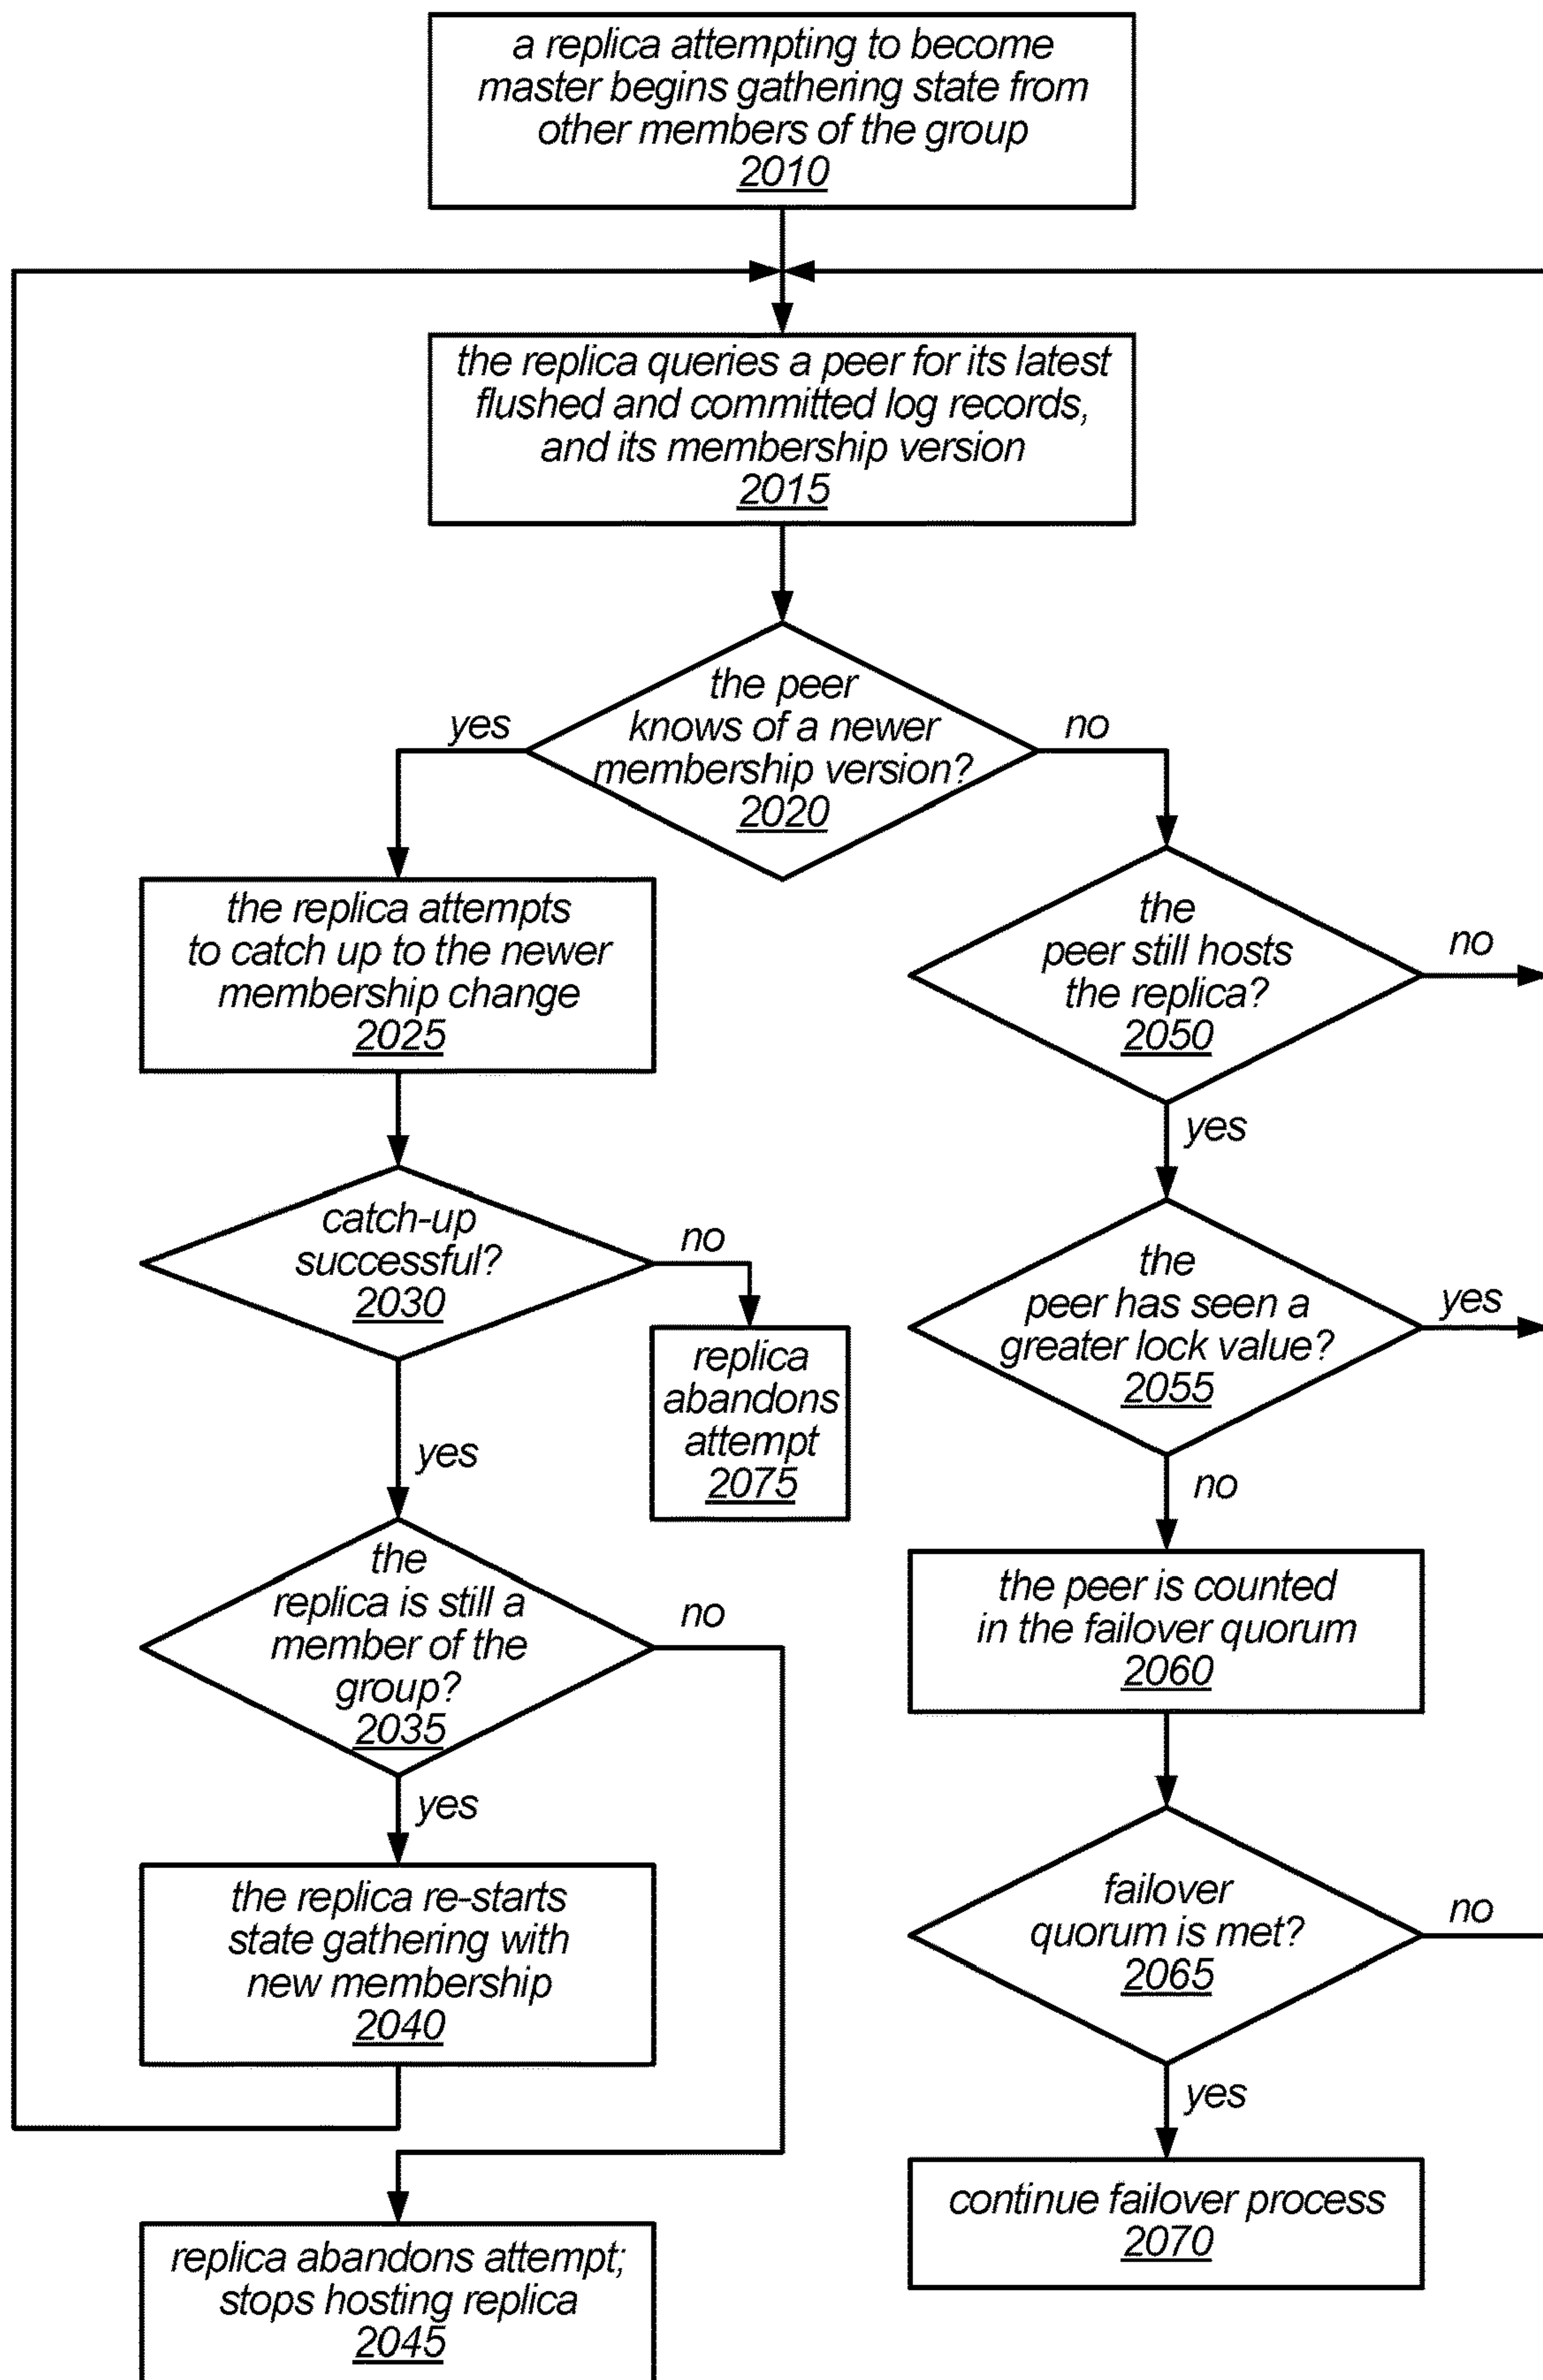 a replica attempting to become
master begins gathering state from
other members of the group
2010
the replica queries a peer for its latest
flushed and committed log records,
and its membership version
2015
the peer
knows of a newer
membership version?
2020
yes
no
the replica attempts
to catch up to the newer
membership change
2025
the
peer still hosts
the replica?
2050
no
yes
catch-up
successful?
2030
no
yes
replica
abandons
attempt
2075
the
peer has seen a
greater lock value?
2055
yes
no
the
replica is still a
member of the
group?
2035
no
yes
the peer is counted
in the failover quorum
2060
the replica re-starts
state gathering with
new membership
2040
failover
quorum is met?
2065
no
yes
replica abandons attempt;
stops hosting replica
2045
continue failover process
2070